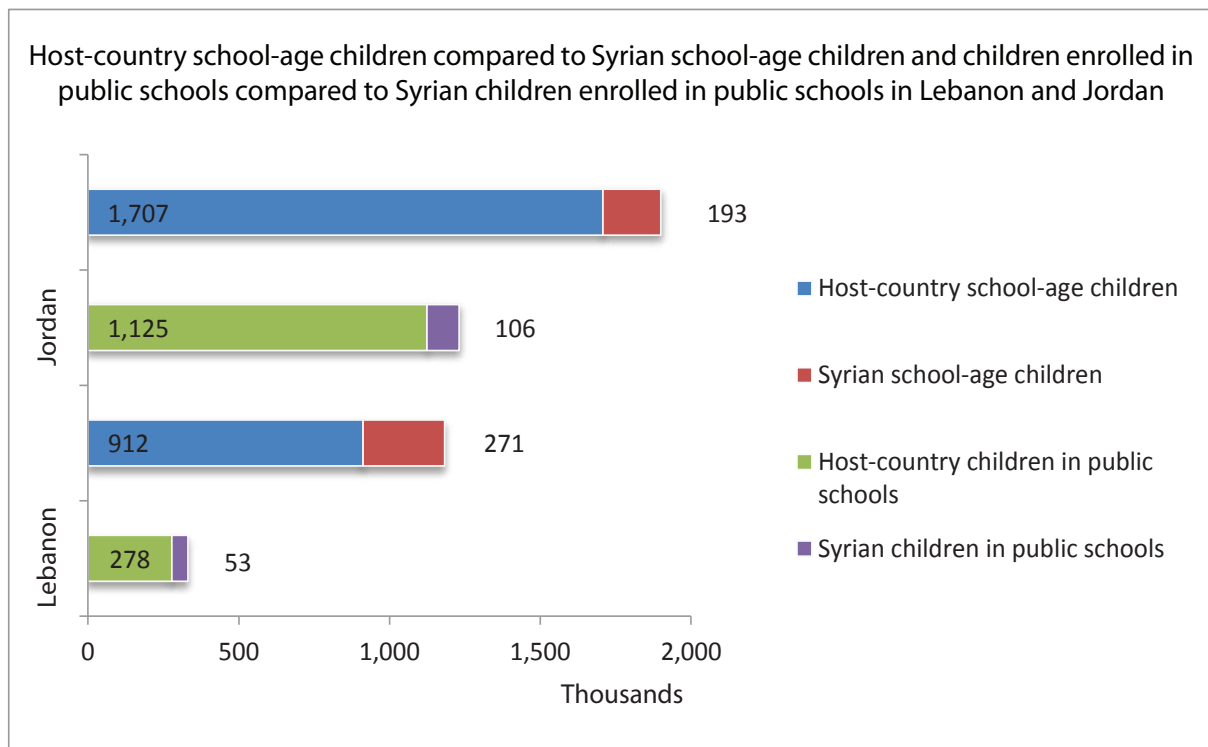 Host-country school-age children compared to Syrian school-age children and children enrolled in
public schools compared to Syrian children enrolled in public schools in Lebanon and Jordan
1,707
193
Jordan
1,125
106
912
271
Lebanon
278
53
0
500
1,000
1,500
2,000
Thousands
Host-country school-age children
Syrian school-age children
Host-country children in public
schools
Syrian children in public schools